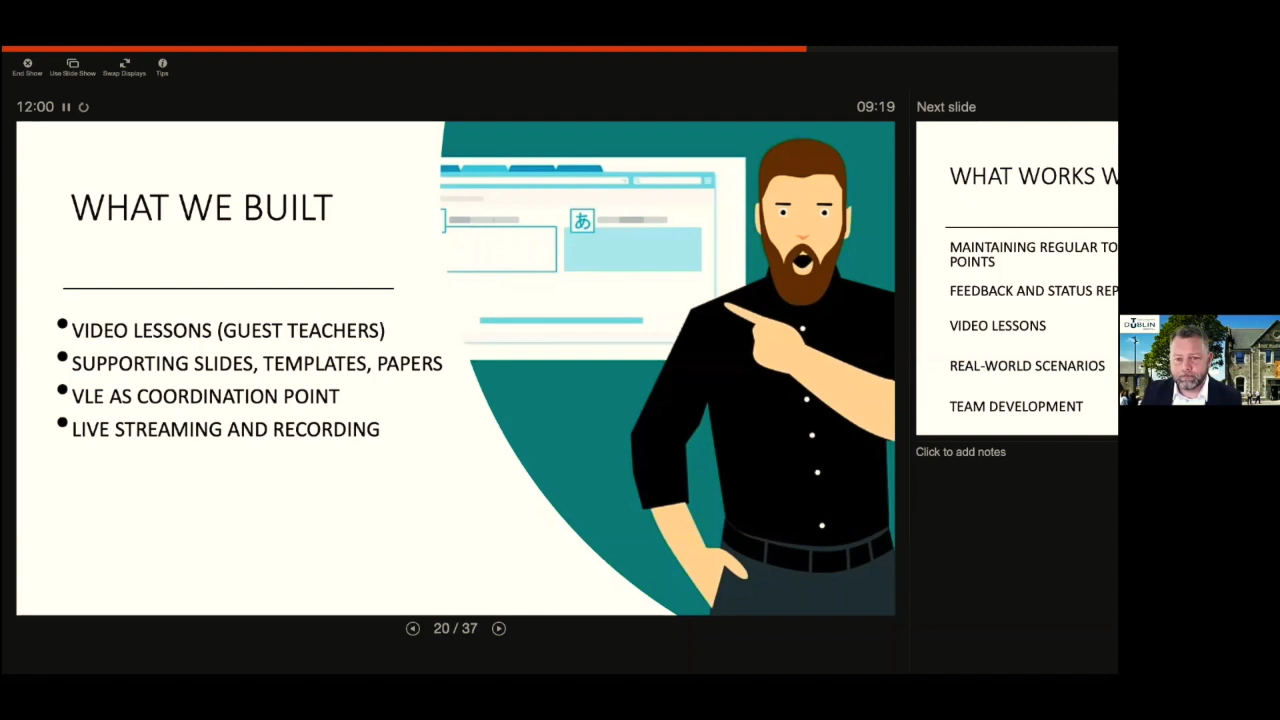 End Show
Use Slide Show
Swap Displays
Tips
12:00
09:19
Next slide
WHAT WE BUILT
VIDEO LESSONS (GUEST TEACHERS)
SUPPORTING SLIDES, TEMPLATES, PAPERS
VLE AS COORDINATION POINT
LIVE STREAMING AND RECORDING
あ
20 / 37
WHAT WORKS W
MAINTAINING REGULAR TO
POINTS
FEEDBACK AND STATUS REP
VIDEO LESSONS
REAL-WORLD SCENARIOS
TEAM DEVELOPMENT
Click to add notes
DUBLIN